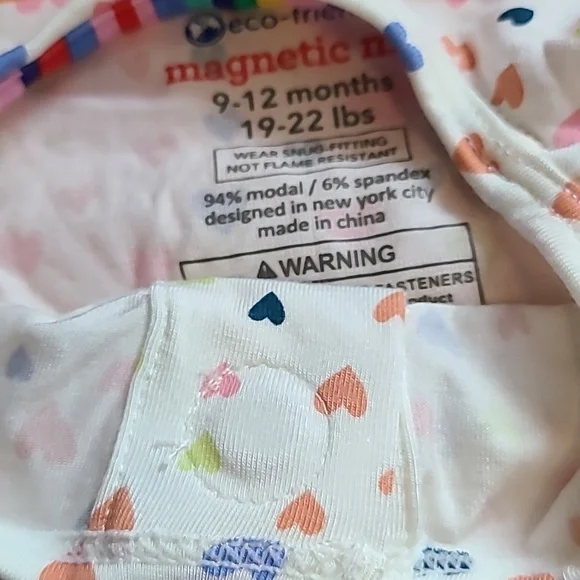 eco-frie
magnetic m
9-12 months
19-22 lbs
WEAR SNUG-FITTING
NOT FLAME RESISTANT
94% modal / 6% spandex
designed in new york city
made in china
WARNING
ASTENERS